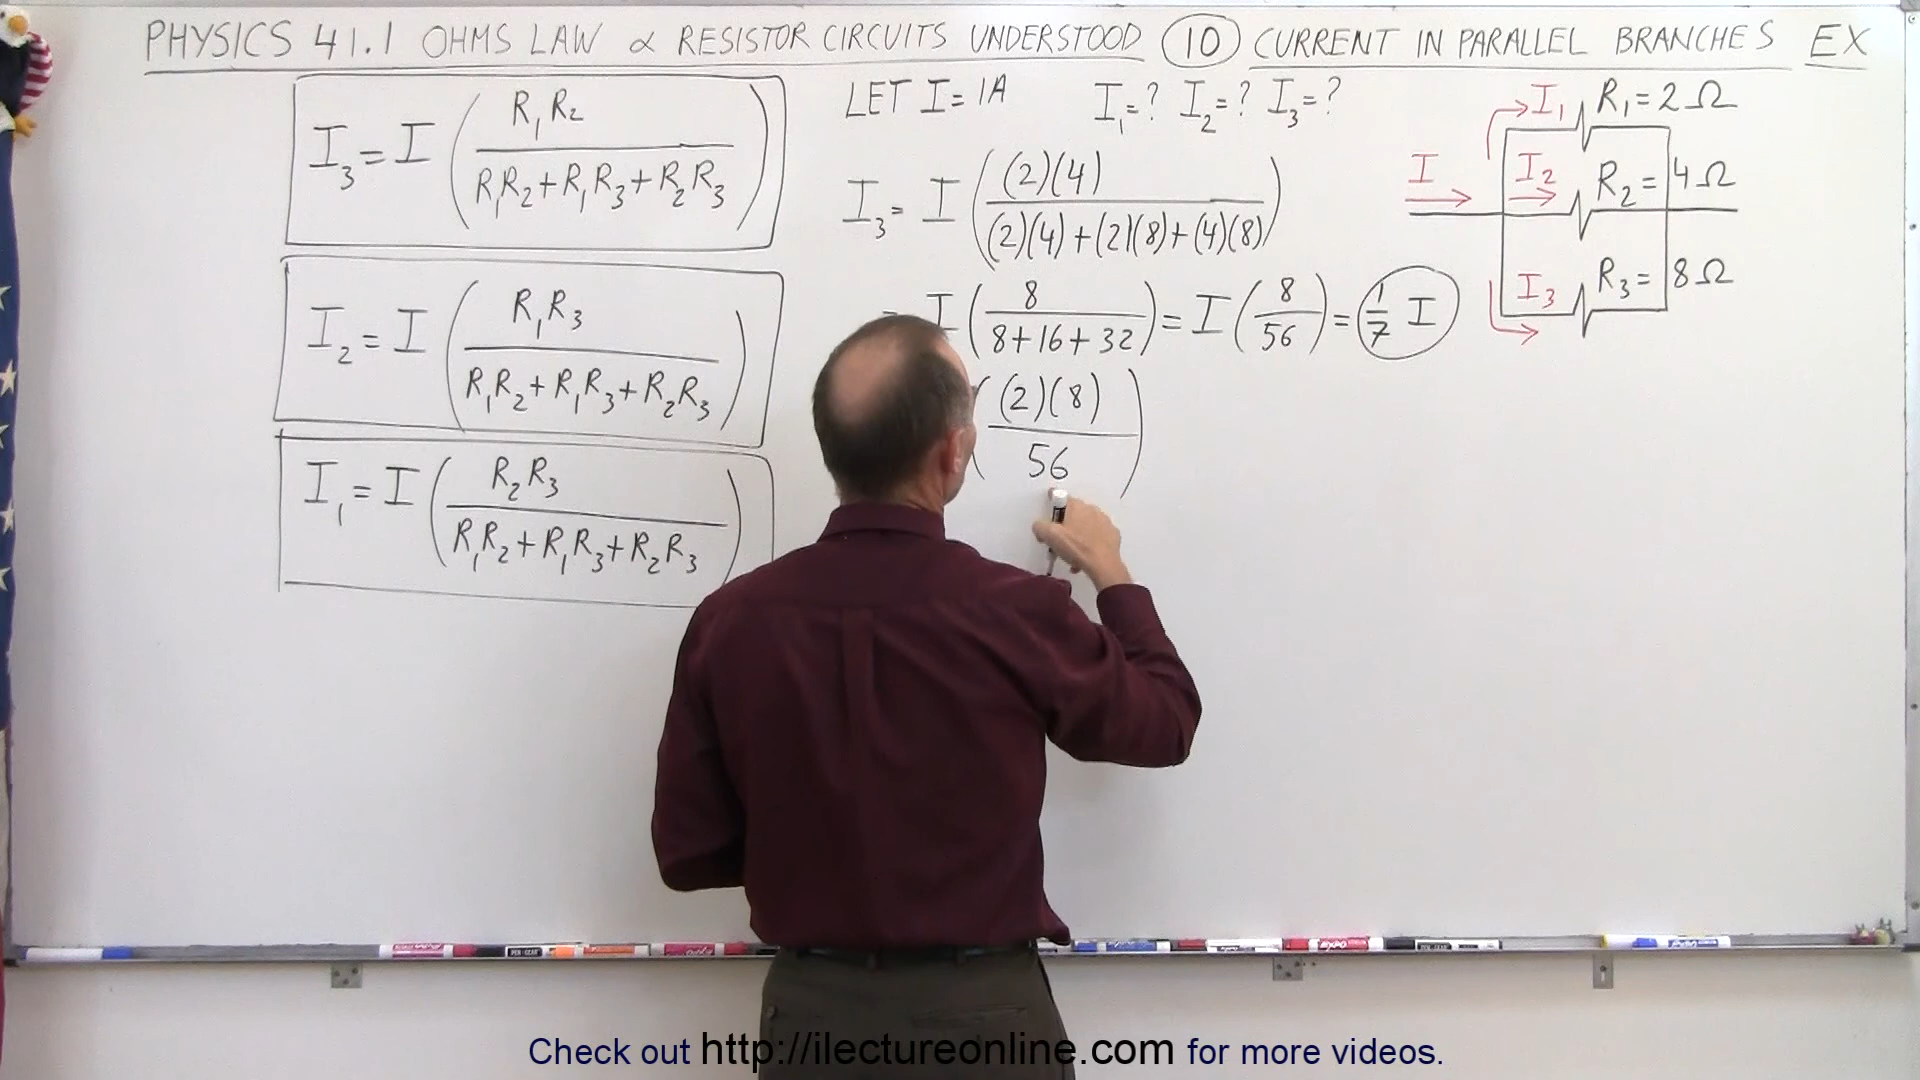 PHYSICS 41.1 OHMS LAW & RESISTOR CIRCUITS UNDERSTOOD 10 CURRENT IN PARALLEL BRANCHES EX
I₃ = I (R₁R₂ / (R₁R₂ + R₁R₃ + R₂R₃))
I₂ = I (R₁R₃ / (R₁R₂ + R₁R₃ + R₂R₃))
I₁ = I (R₂R₃ / (R₁R₂ + R₁R₃ + R₂R₃))
LET I = 1A I₁ = ? I₂ = ? I₃ = ?
I₃ = I ((2)(4) / ((2)(4) + (2)(8) + (4)(8)))
= I (8 / (8 + 16 + 32)) = I (8 / 56) = 1/7 I
((2)(8) / 56)
I₁ R₁ = 2 Ω
I I₂ R₂ = 4 Ω
I₃ R₃ = 8 Ω
Check out http://ilectureonline.com for more videos.